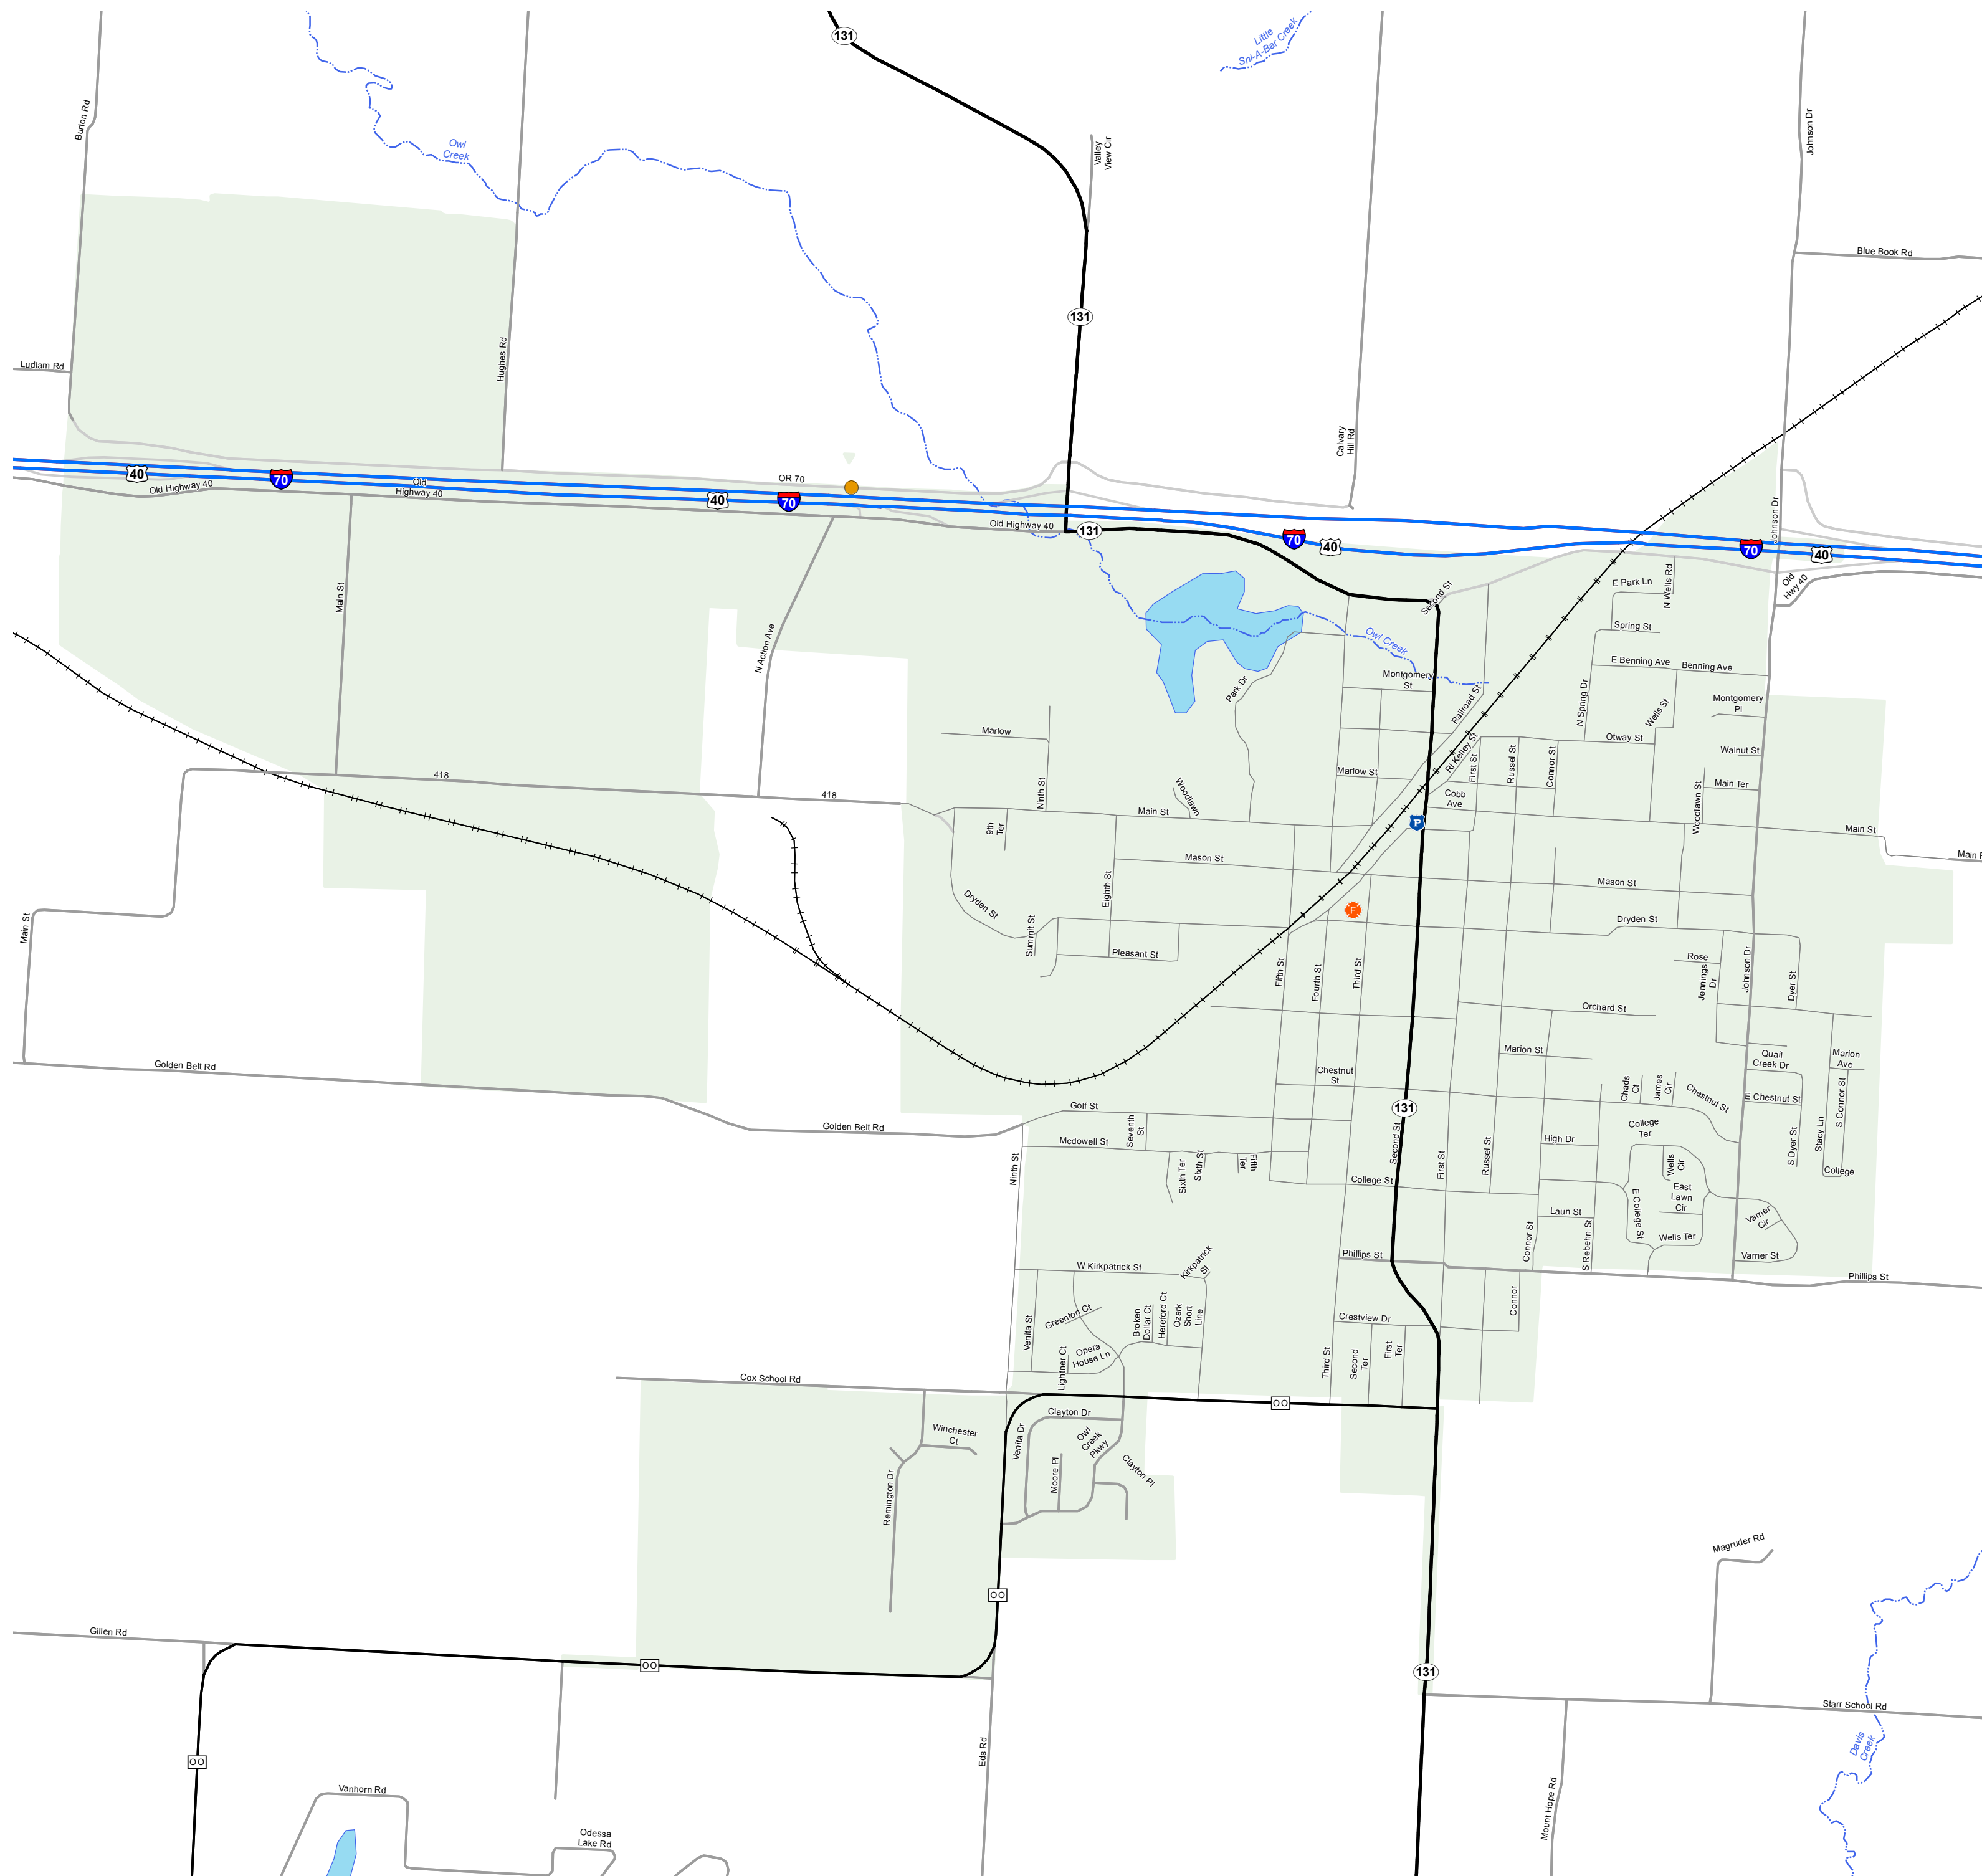 131
Little
Sni-A-Bar Creek
Burton Rd
Owl
Creek
Valley
View Cir
Johnson Dr
Blue Book Rd
131
Ludlam Rd
Hughes Rd
Calvary
Hill Rd
40
Old Highway 40
70
Old
Highway 40
OR 70
40
70
Old Highway 40
131
70
40
Johnson Dr
70
40
Old
Hwy 40
Main St
N Action Ave
Second St
E Park Ln
N Wells Rd
Spring St
Owl Creek
E Benning Ave
Benning Ave
Montgomery
St
Park Dr
Railroad St
N Spring Dr
Wells St
Montgomery
Pl
Marlow
Otway St
Walnut St
Rl Kelley St
First St
Russel St
Connor St
418
418
Ninth St
Woodlawn
Marlow St
Cobb
Ave
Main Ter
Woodlawn St
Main St
9th
Ter
P
Main St
Main R
Mason St
Mason St
Eighth St
Dryden St
F
Dryden St
Main St
Summit St
Pleasant St
Fifth St
Fourth St
Third St
Rose
Jennings
Dr
Johnson Dr
Dyer St
Orchard St
Golden Belt Rd
Marion St
Quail
Creek Dr
Marion
Ave
Chestnut
St
Chads
Ct
James
Cir
Chestnut St
E Chestnut St
S Connor St
Golf St
131
Golden Belt Rd
Seventh
St
Mcdowell St
Second St
High Dr
College
Ter
S Dyer St
Stacy Ln
Ninth St
Sixth Ter
Sixth St
Fifth
Ter
College St
First St
Russel St
Wells
Cir
College
East
Lawn
Cir
E College St
Laun St
Varner
Cir
Connor St
S Rebehn St
Wells Ter
Varner St
Phillips St
Phillips St
W Kirkpatrick St
Kirkpatrick
St
Venita St
Greenton Ct
Broken
Dollar Ct
Hereford Ct
Ozark
Short
Line
Crestview Dr
Connor
Opera
House Ln
Lightner Ct
Third St
Second
Ter
First
Ter
Cox School Rd
OO
Winchester
Ct
Clayton Dr
Venita Dr
Owl
Creek
Pkwy
Moore Pl
Clayton Pl
Remington Dr
Magruder Rd
OO
Gillen Rd
OO
131
Starr School Rd
OO
Eds Rd
Davis
Creek
Vanhorn Rd
Mount Hope Rd
Odessa
Lake Rd